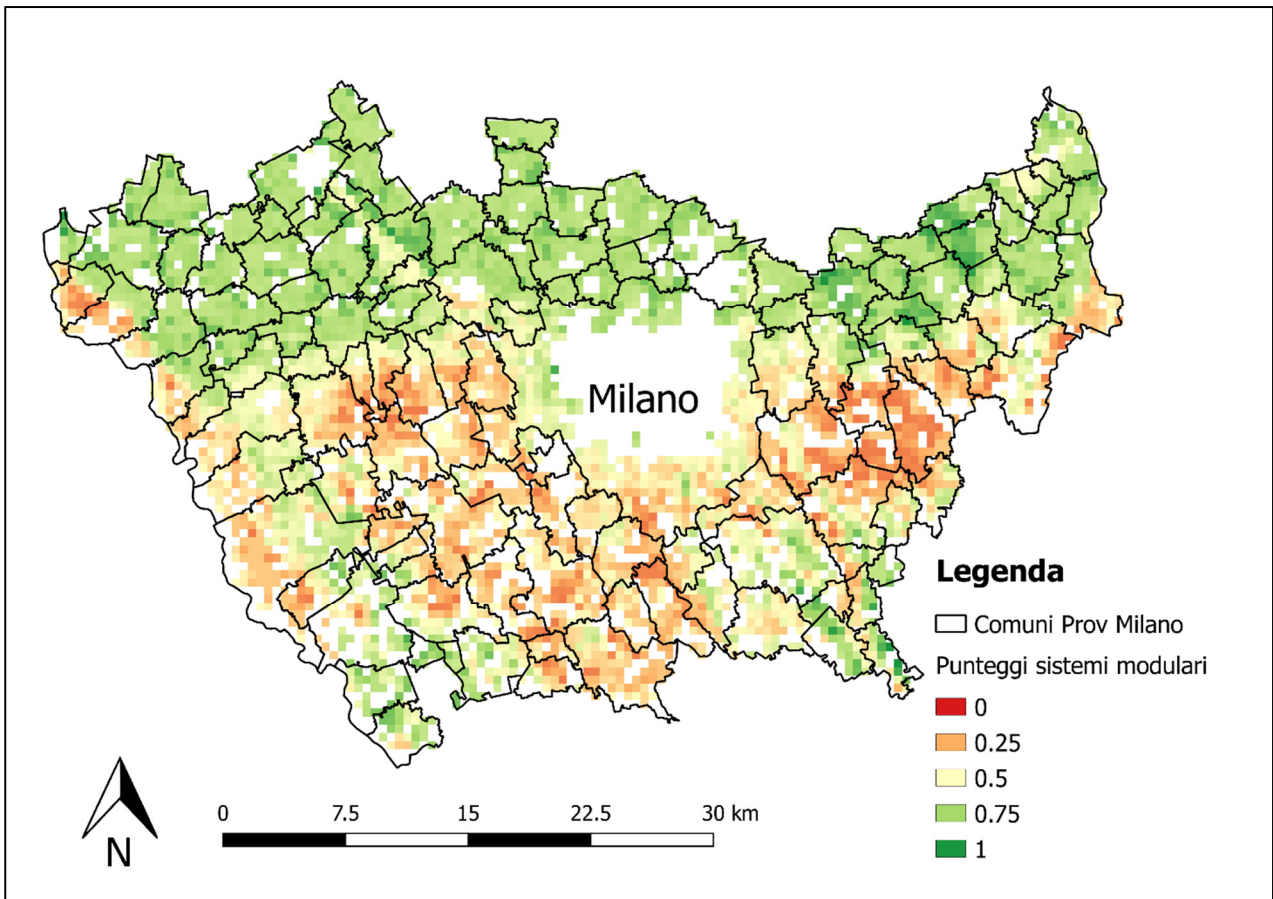 Milano
Legenda
Comuni Prov Milano
Punteggi sistemi modulari
0
0.25
0.5
0.75
1
0 7.5 15 22.5 30 km
N